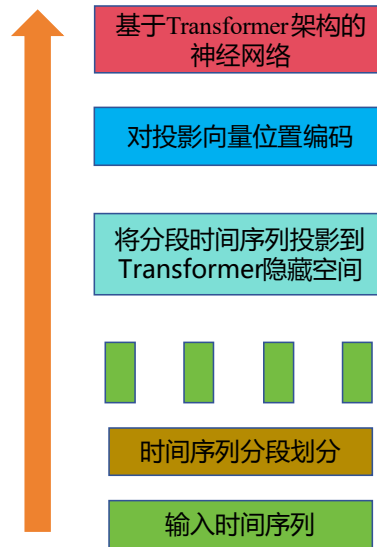 基于Transformer架构的
神经网络
对投影向量位置编码
将分段时间序列投影到
Transformer隐藏空间
时间序列分段划分
输入时间序列